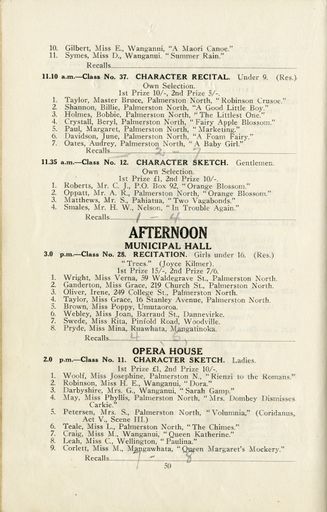 10. Gilbert, Miss E., Wanganui, "A Maori Canoe."
11. Symes, Miss D., Wanganui. "Summer Rain."
Recalls
11.10 a.m.—Class No. 37. CHARACTER RECITAL. Under 9. (Res.)
Own Selection.
1st Prize 10/-, 2nd Prize 5/-.
1. Taylor, Master Bruce, Palmerston North, "Robinson Crusoe."
2. Shannon, Billie, Palmerston North, "A Good Little Boy."
3. Holmes, Bobbie, Palmerston North, "The Littlest One."
4. Crystall, Beryl, Palmerston North, "Fairy Apple Blossom."
5. Paul, Margaret, Palmerston North, "Marketing."
6. Davidson, June, Palmerston North, "A Foam Fairy."
7. Oates, Audrey, Palmerston North, "A Baby Girl."
Recalls 2 - 7
11.35 a.m.—Class No. 12. CHARACTER SKETCH. Gentlemen.
Own Selection.
1st Prize £1, 2nd Prize 10/-.
1. Roberts, Mr. C. J., P.O. Box 92, "Orange Blossom."
2. Oppatt, Mr. A. R., Palmerston North, "Orange Blossom."
3. Matthews, Mr. S., Pahiatua, "Two Vagabonds."
4. Smales, Mr. H. W., Nelson, "In Trouble Again."
Recalls 1 - 4
AFTERNOON
MUNICIPAL HALL
3.0 p.m.—Class No. 28. RECITATION. Girls under 16. (Res.)
"Trees." (Joyce Kilmer).
1st Prize 15/-, 2nd Prize 7/6.
1. Wright, Miss Verna, 59 Waldegrave St., Palmerston North.
2. Ganderton, Miss Grace, 219 Church St., Palmerston North.
3. Oliver, Irene, 249 College St., Palmerston North.
4. Taylor, Miss Grace, 16 Stanley Avenue, Palmerston North.
5. Brown, Miss Poppy, Umutaoroa.
6. Webley, Miss Joan, Barraud St., Dannevirke.
7. Swede, Miss Rita, Pinfold Road, Woodville.
8. Pryde, Miss Mina, Ruawhata, Mangatinoka.
Recalls 4 6
OPERA HOUSE
2.0 p.m.—Class No. 11. CHARACTER SKETCH. Ladies.
1st Prize £1, 2nd Prize 10/-.
1. Woolf, Miss Josephine, Palmerston N., "Rienzi to the Romans."
2. Robinson, Miss H. E., Wanganui, "Dora."
3. Darbyshire, Mrs. G., Wanganui, "Sarah Gamp."
4. May, Miss Phyllis, Palmerston North, "Mrs. Dombey Dismisses
Carkie."
5. Petersen, Mrs. S., Palmerston North, "Volumnia," (Coridanus,
Act V., Scene III.)
6. Teale, Miss L., Palmerston North, "The Chimes."
7. Craig, Miss M., Wanganui, "Queen Katherine."
8. Leah, Miss C., Wellington, "Paulina."
9. Corlett, Miss M., Mangawhata, "Queen Margaret's Mockery."
Recalls 7 - 8
50